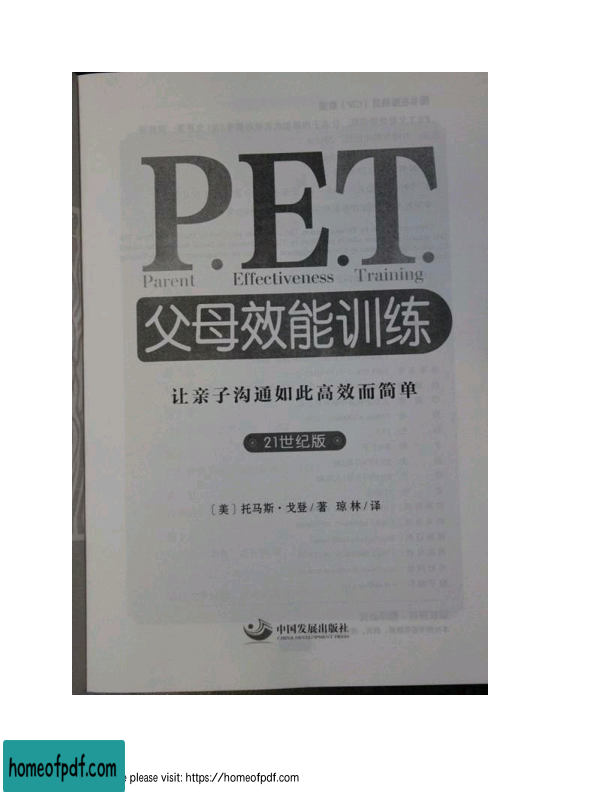 P.E.T.
Parent Effectiveness Training
父母效能训练
让亲子沟通如此高效而简单
21世纪版
〔美〕托马斯·戈登/著 琼林/译
中国发展出版社
CHINA DEVELOPMENT PRESS
homeofpdf.com
e please visit: https://homeofpdf.com